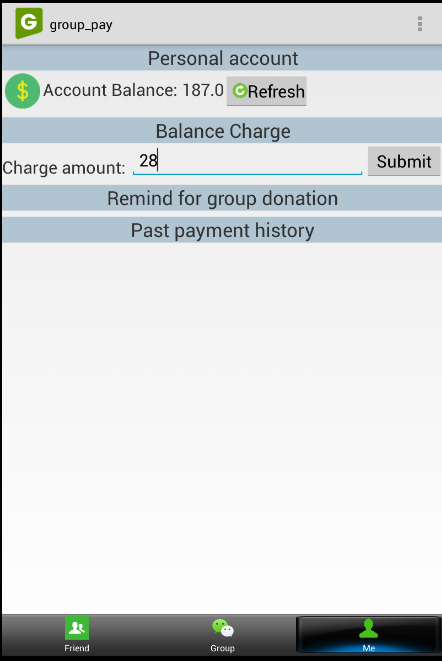 G group_pay
Personal account
$ Account Balance: 187.0 Refresh
Balance Charge
Charge amount: 28 Submit
Remind for group donation
Past payment history
Friend Group Me